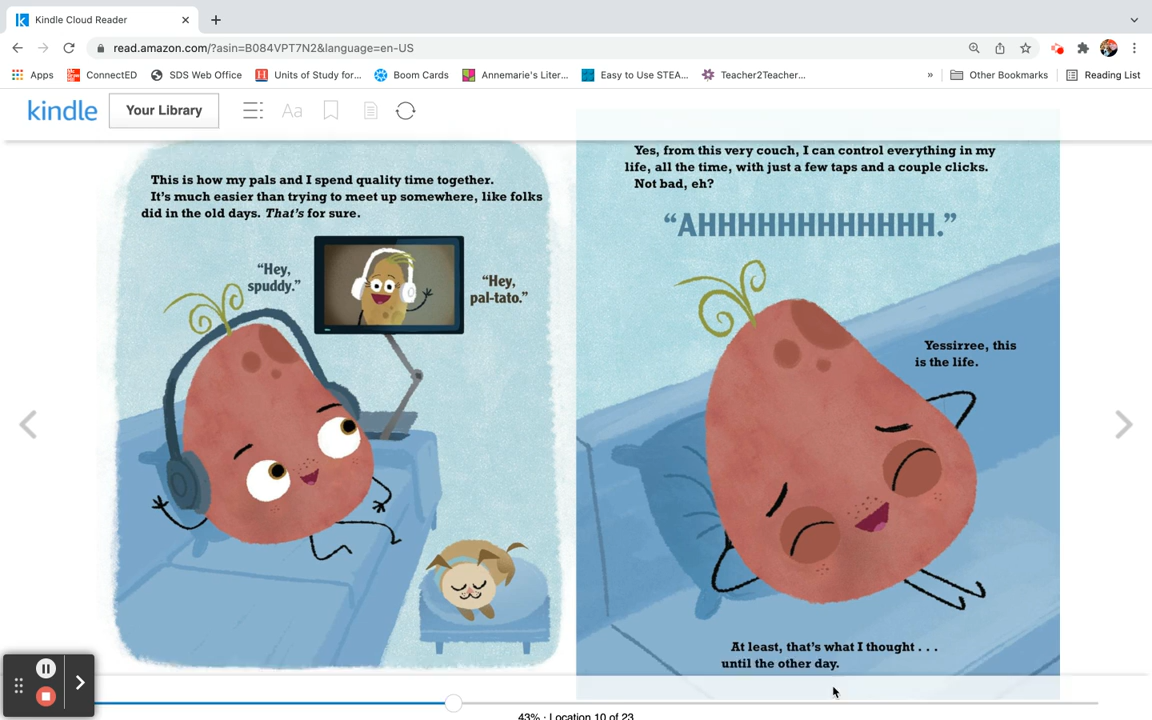 Kindle Cloud Reader
read.amazon.com/?asin=B084VPT7N2&language=en-US
Apps
ConnectED
SDS Web Office
Units of Study for...
Boom Cards
Annemarie's Liter...
Easy to Use STEA...
Teacher2Teacher...
»
Other Bookmarks
Reading List
kindle
Your Library
Aa
This is how my pals and I spend quality time together.
It's much easier than trying to meet up somewhere, like folks
did in the old days. That's for sure.
"Hey,
spuddy."
"Hey,
pal-tato."
Yes, from this very couch, I can control everything in my
life, all the time, with just a few taps and a couple clicks.
Not bad, eh?
"AHHHHHHHHHHHH."
Yessirree, this
is the life.
At least, that's what I thought . . .
until the other day.
43% · Location 10 of 23